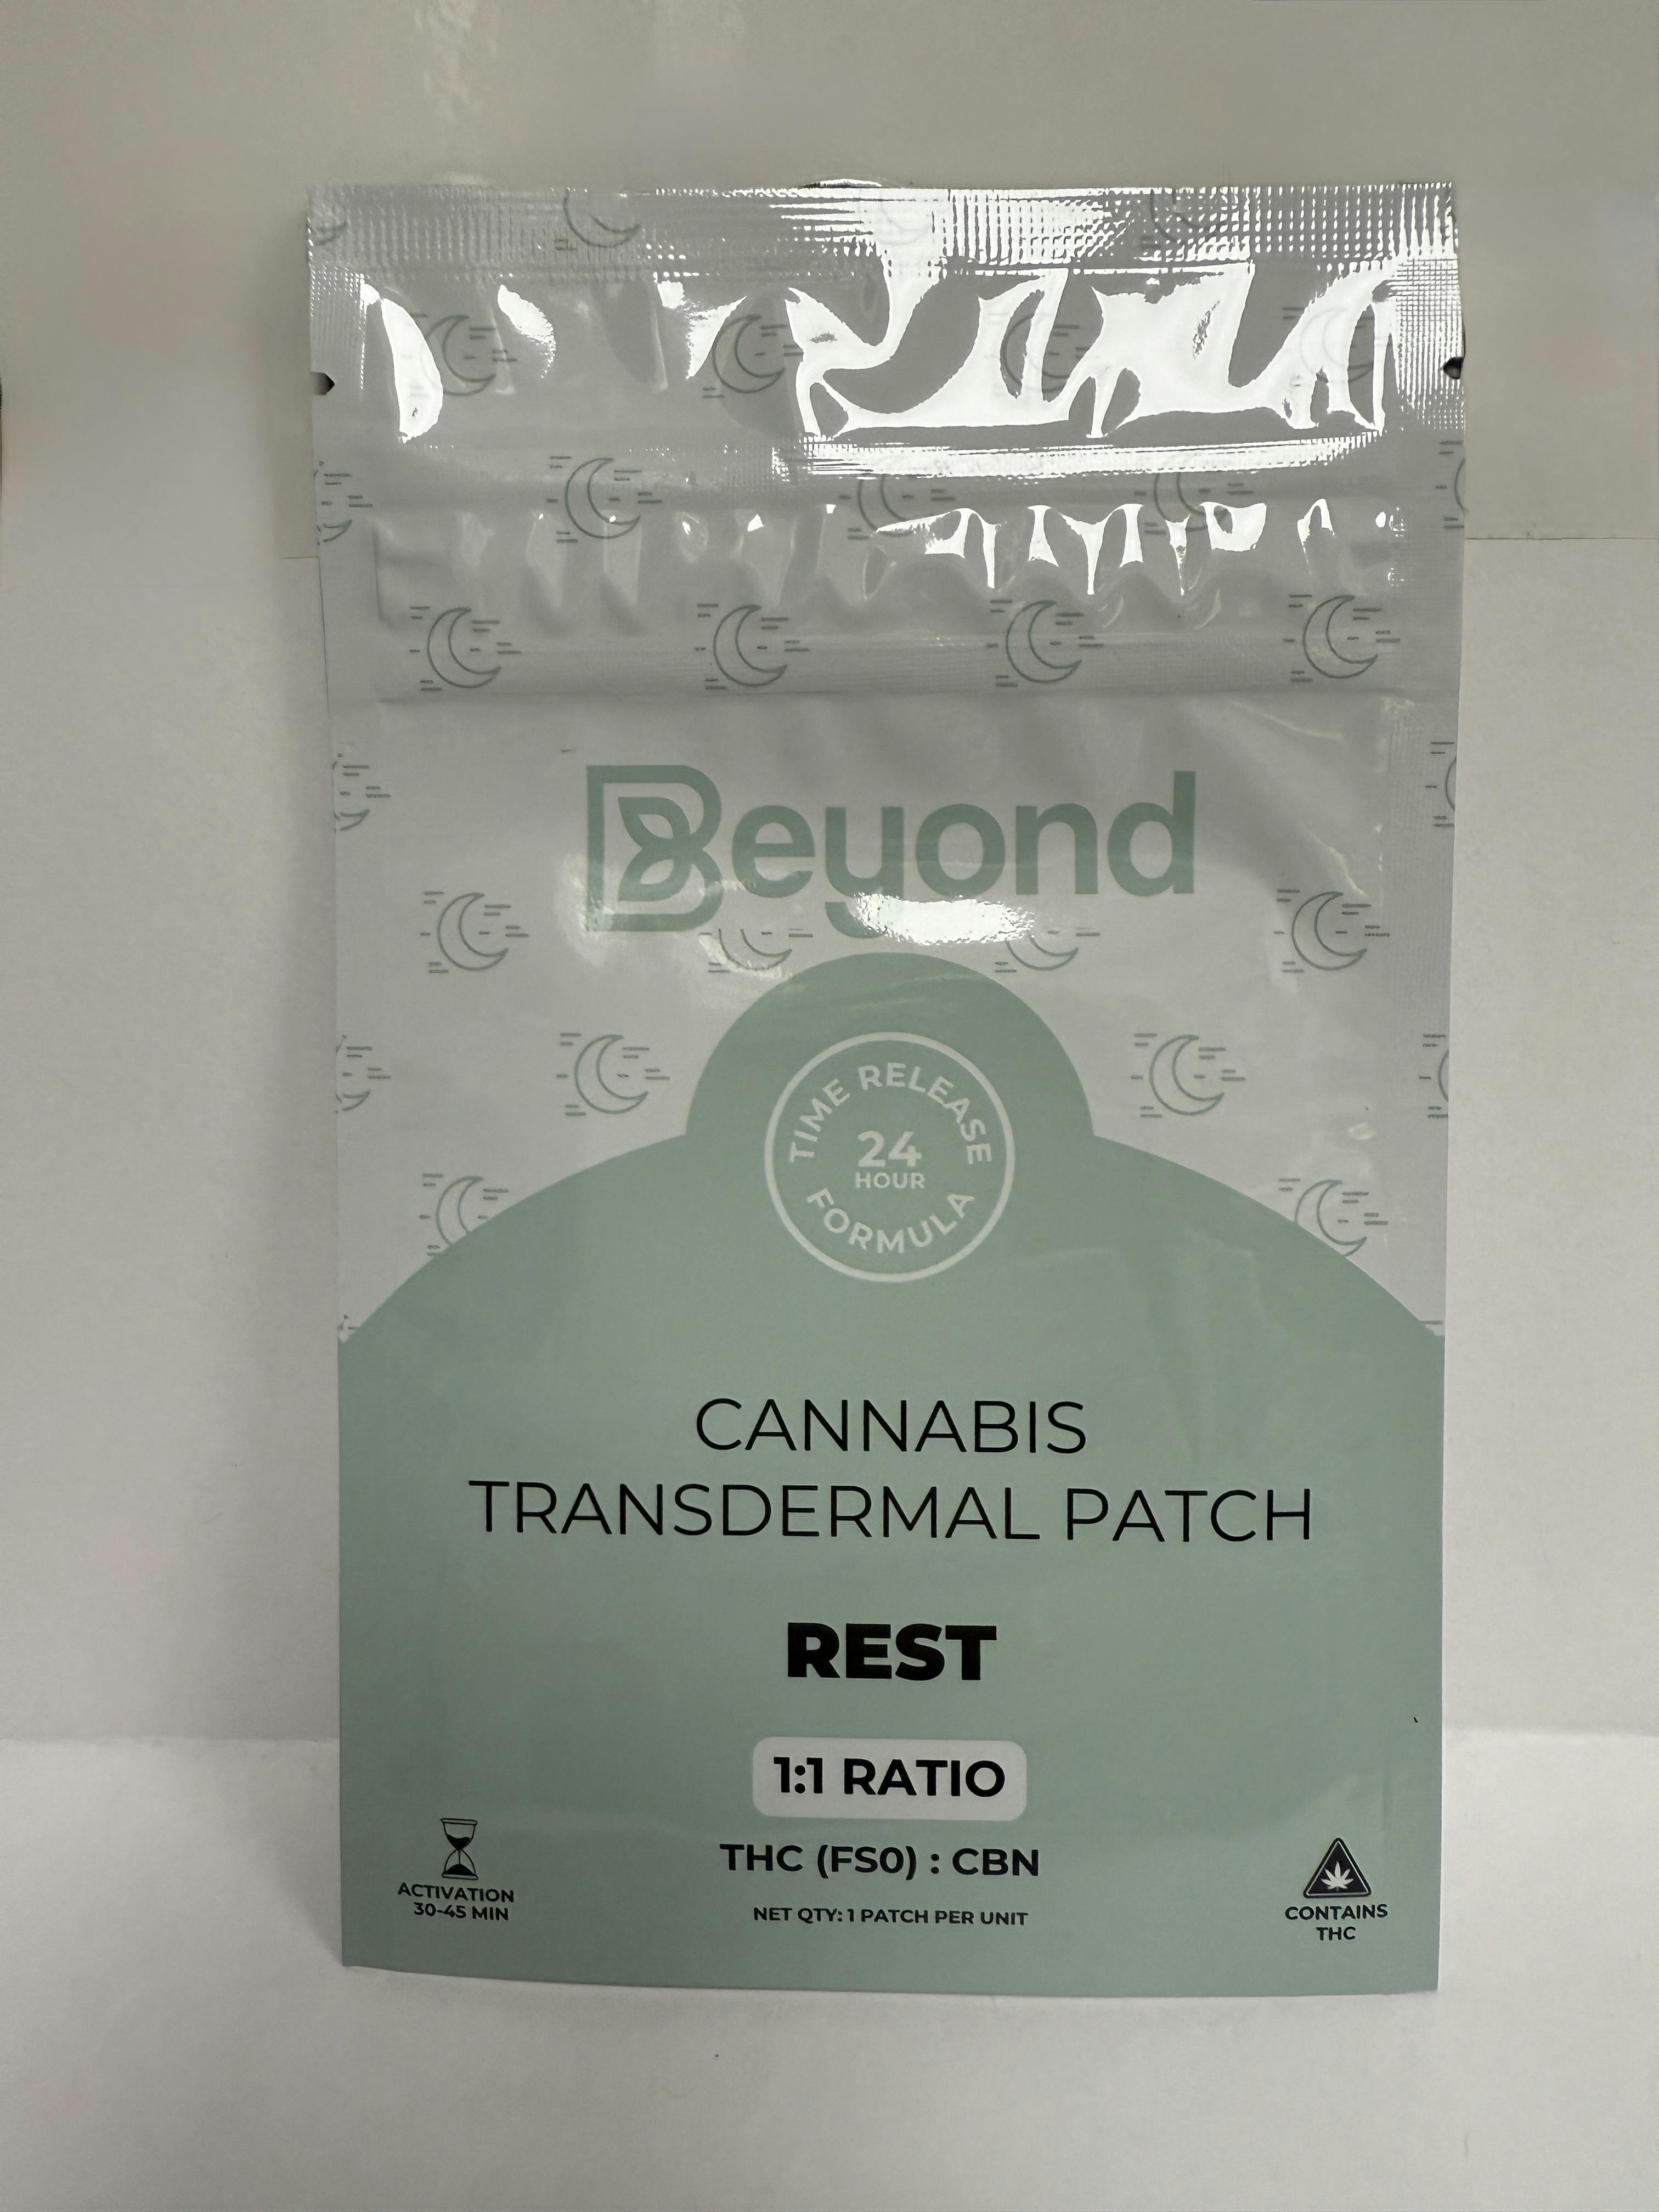 Beyond
TIME RELEASE
24
HOUR
FORMULA
CANNABIS
TRANSDERMAL PATCH
REST
1:1 RATIO
THC (FS0) : CBN
NET QTY: 1 PATCH PER UNIT
ACTIVATION
30-45 MIN
CONTAINS
THC